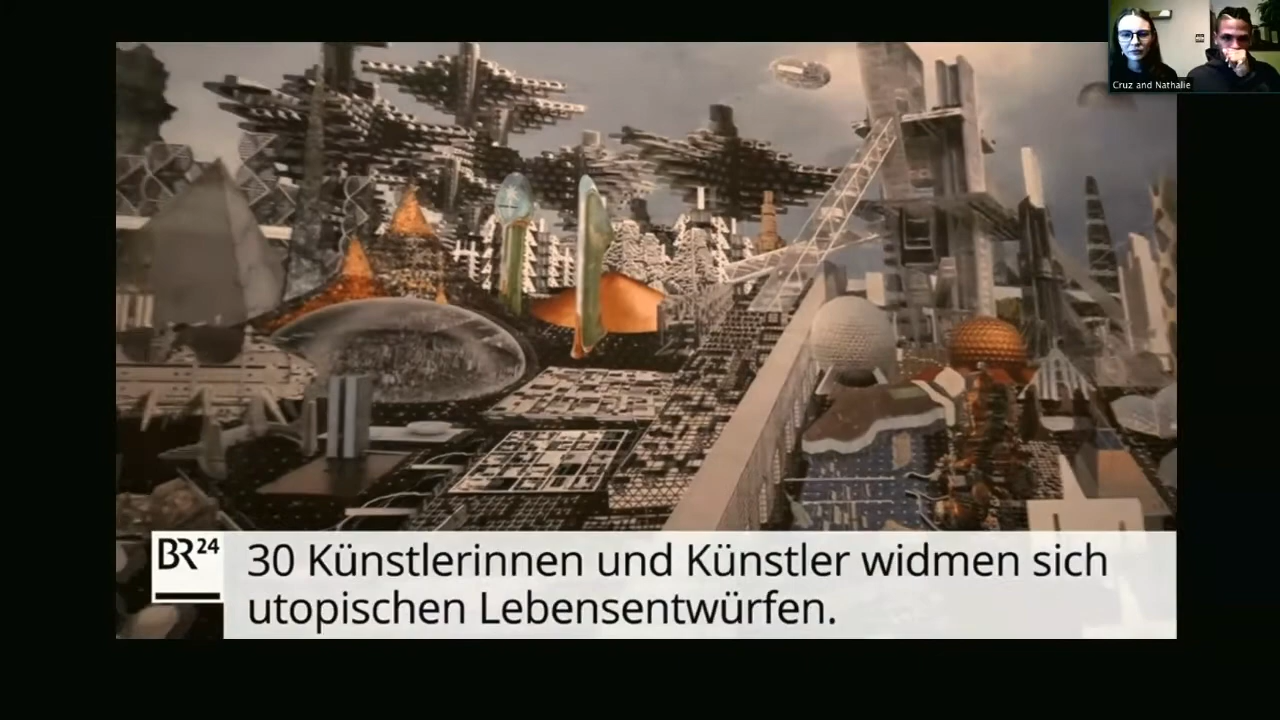 Cruz and Nathalie
BR24
30 Künstlerinnen und Künstler widmen sich
utopischen Lebensentwürfen.